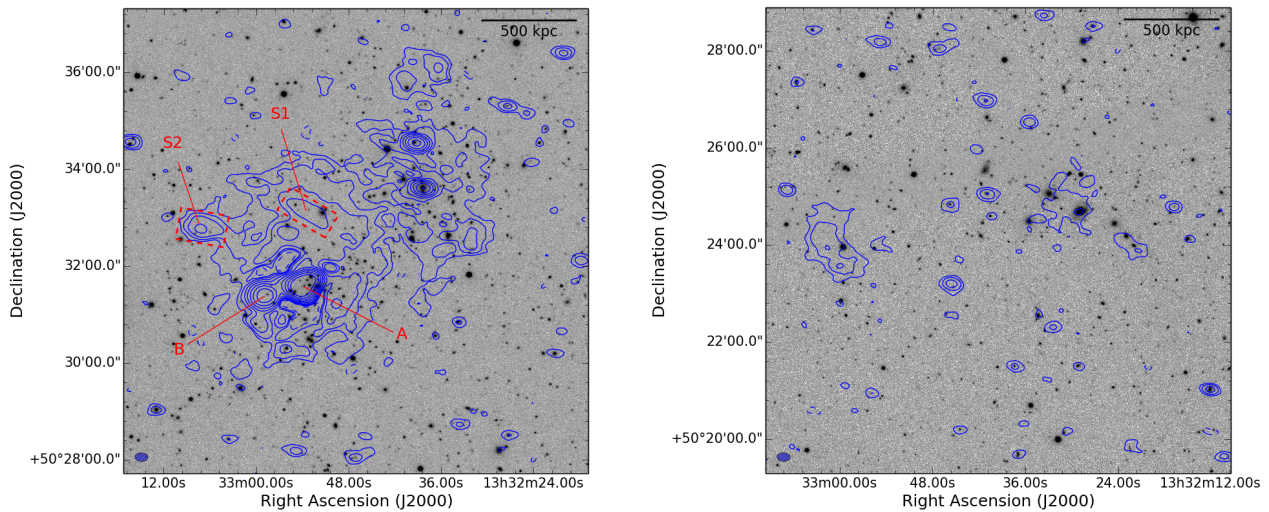 500 kpc
36'00.0"
S1
S2
34'00.0"
32'00.0"
A
B
30'00.0"
+50°28'00.0"
12.00s
33m00.00s
48.00s
36.00s
13h32m24.00s
Right Ascension (J2000)
Declination (J2000)
500 kpc
28'00.0"
26'00.0"
24'00.0"
22'00.0"
+50°20'00.0"
33m00.00s
48.00s
36.00s
24.00s
13h32m12.00s
Right Ascension (J2000)
Declination (J2000)